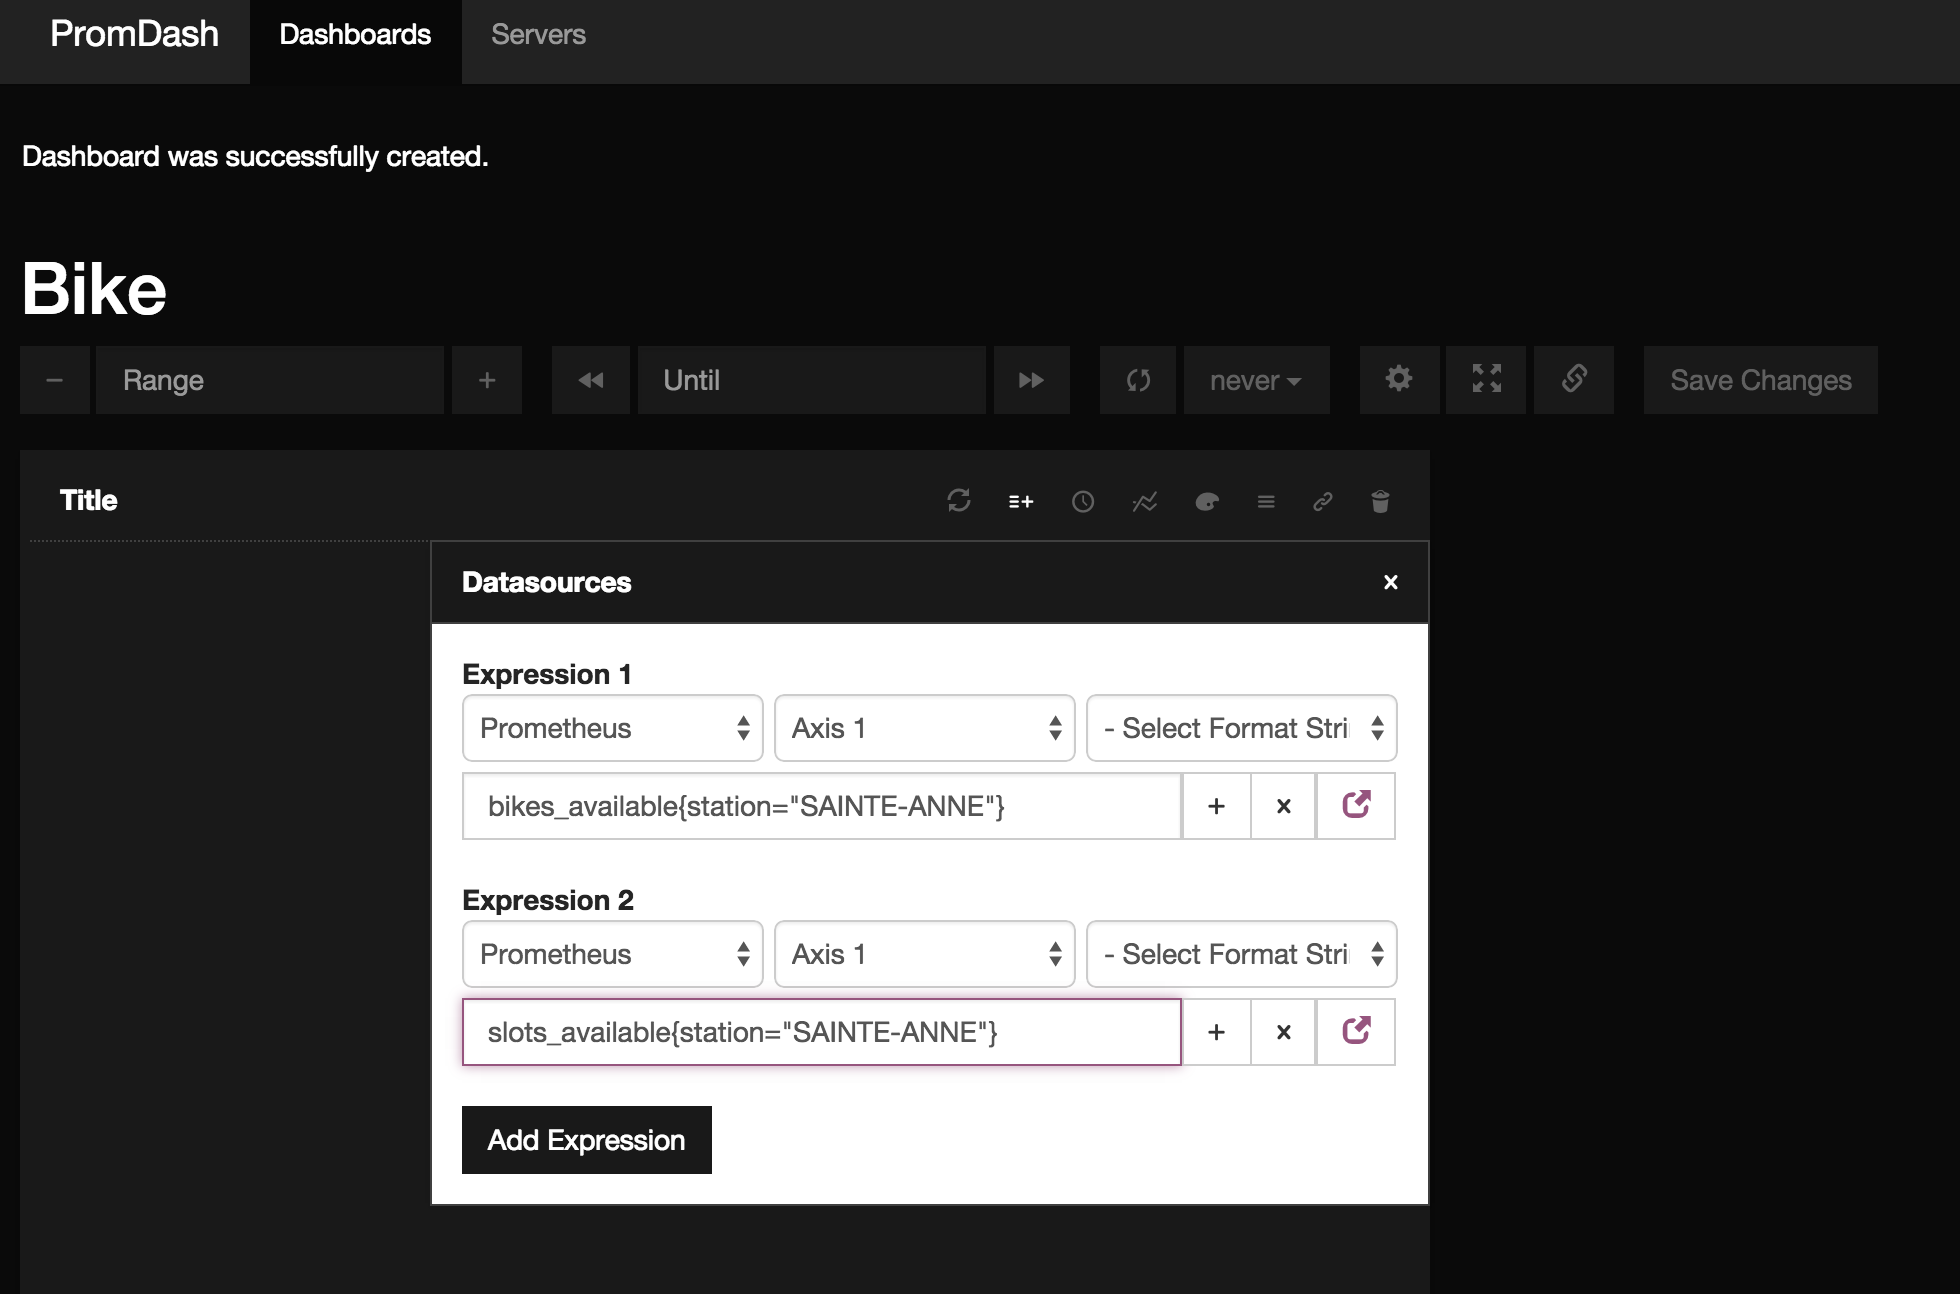 PromDash Dashboards Servers
Dashboard was successfully created.
Bike
− Range + Until never Save Changes
Title
Datasources ×
Expression 1
Prometheus Axis 1 - Select Format Stri
bikes_available{station="SAINTE-ANNE"} + ×
Expression 2
Prometheus Axis 1 - Select Format Stri
slots_available{station="SAINTE-ANNE"} + ×
Add Expression